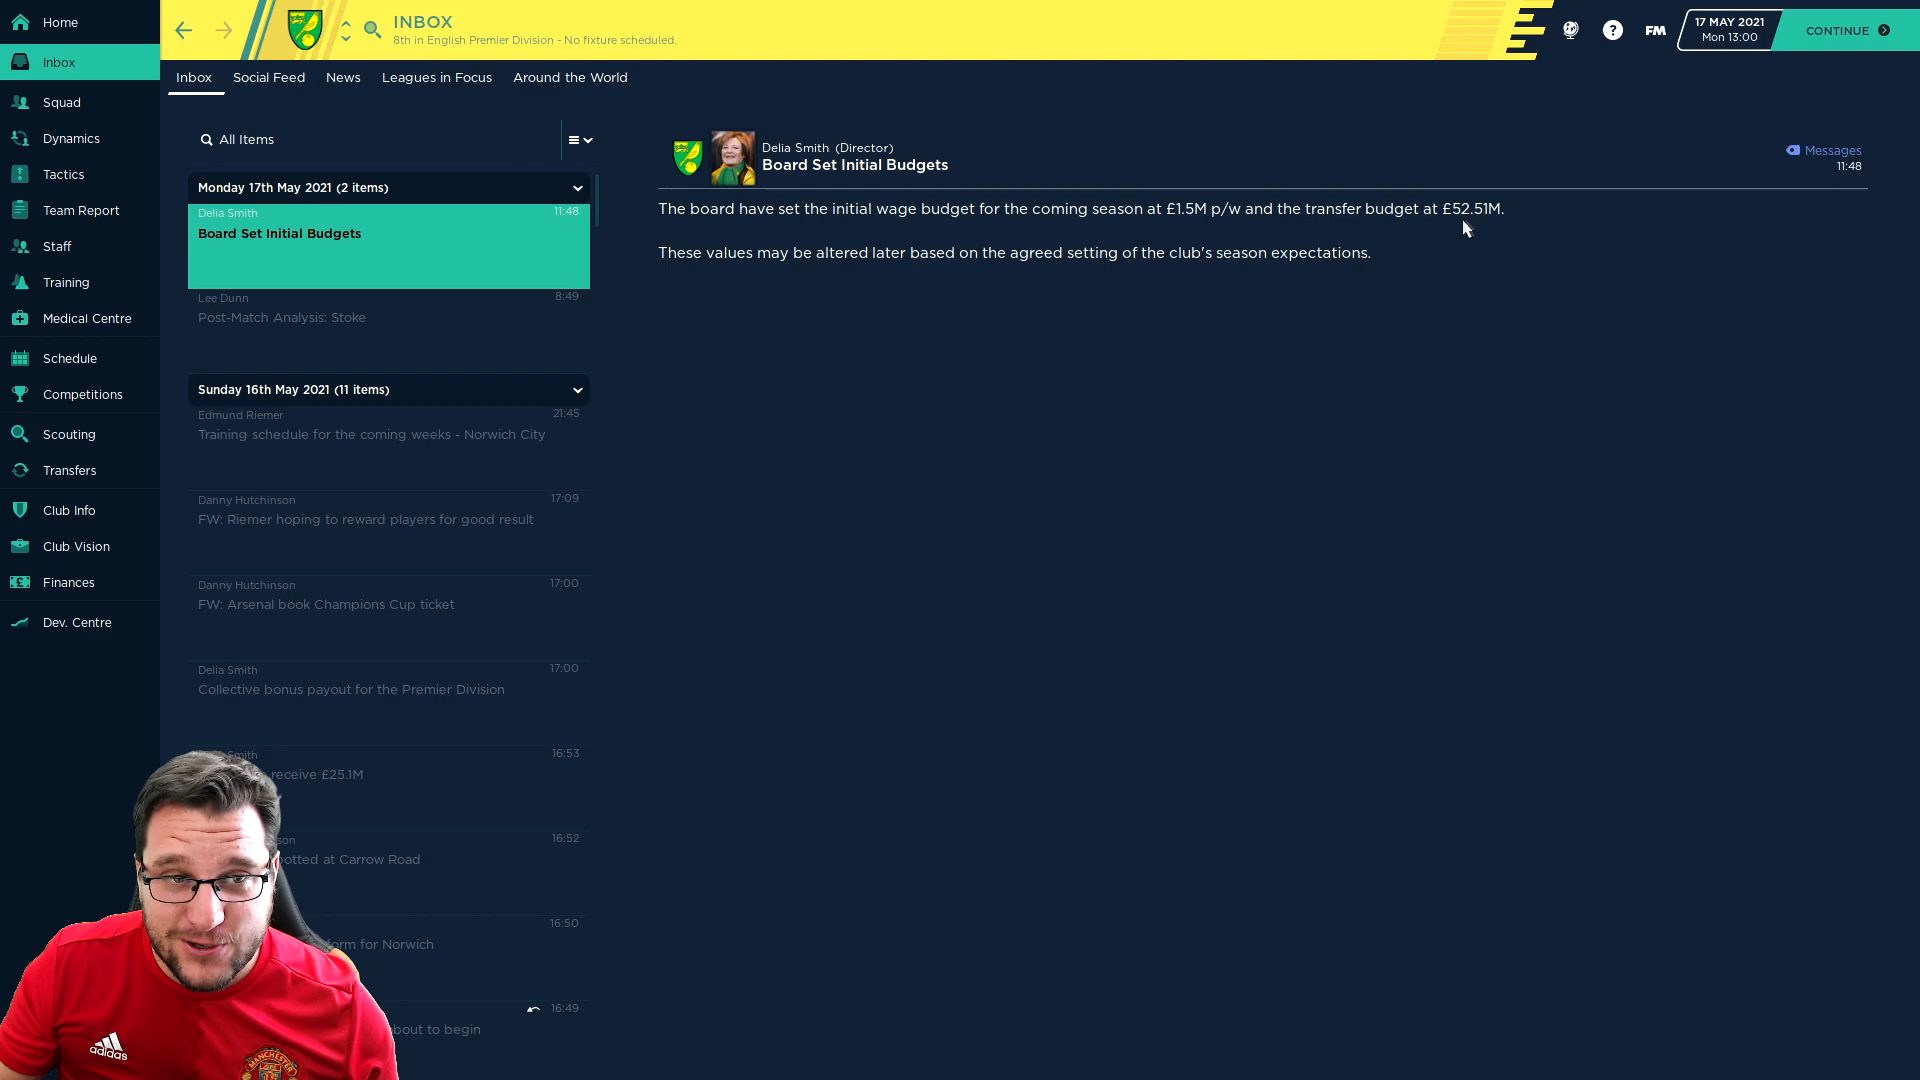 Home
Inbox
Squad
Dynamics
Tactics
Team Report
Staff
Training
Medical Centre
Schedule
Competitions
Scouting
Transfers
Club Info
Club Vision
Finances
Dev. Centre
INBOX
8th in English Premier Division - No fixture scheduled.
?
FM
17 MAY 2021
Mon 13:00
CONTINUE
Inbox
Social Feed
News
Leagues in Focus
Around the World
All Items
Monday 17th May 2021 (2 items)
Delia Smith
11:48
Board Set Initial Budgets
Lee Dunn
8:49
Post-Match Analysis: Stoke
Sunday 16th May 2021 (11 items)
Edmund Riemer
21:45
Training schedule for the coming weeks - Norwich City
Danny Hutchinson
17:09
FW: Riemer hoping to reward players for good result
Danny Hutchinson
17:00
FW: Arsenal book Champions Cup ticket
Delia Smith
17:00
Collective bonus payout for the Premier Division
Smith
16:53
receive £25.1M
son
16:52
potted at Carrow Road
16:50
form for Norwich
16:49
bout to begin
Delia Smith (Director)
Board Set Initial Budgets
Messages
11:48
The board have set the initial wage budget for the coming season at £1.5M p/w and the transfer budget at £52.51M.
These values may be altered later based on the agreed setting of the club's season expectations.
adidas
MANCHESTER